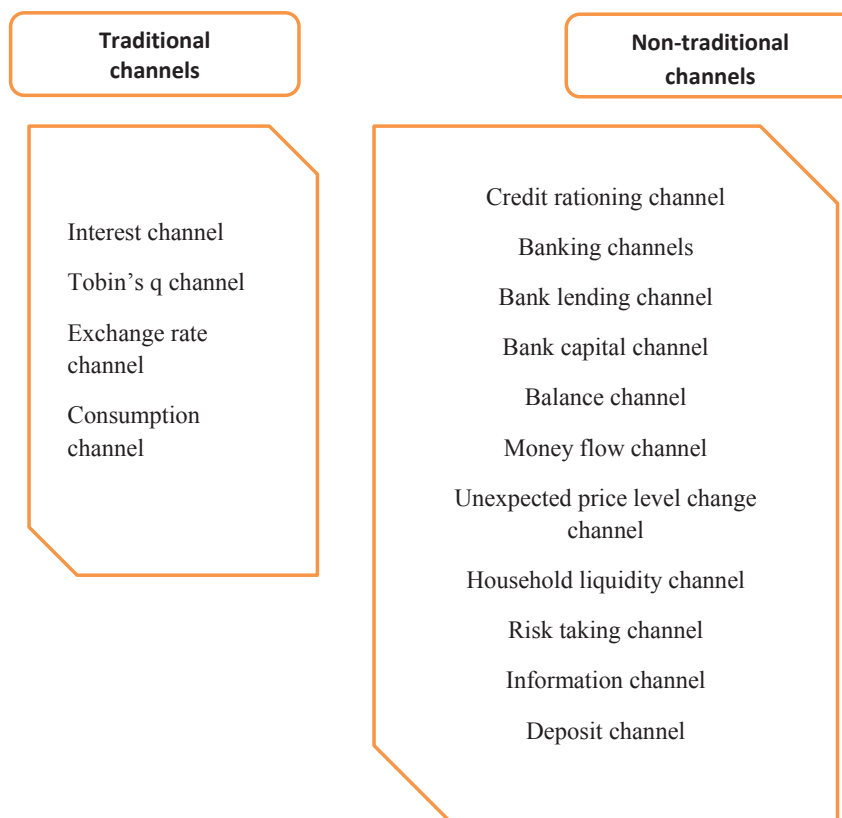 Traditional
channels
Non-traditional
channels
Interest channel
Tobin’s q channel
Exchange rate
channel
Consumption
channel
Credit rationing channel
Banking channels
Bank lending channel
Bank capital channel
Balance channel
Money flow channel
Unexpected price level change
channel
Household liquidity channel
Risk taking channel
Information channel
Deposit channel